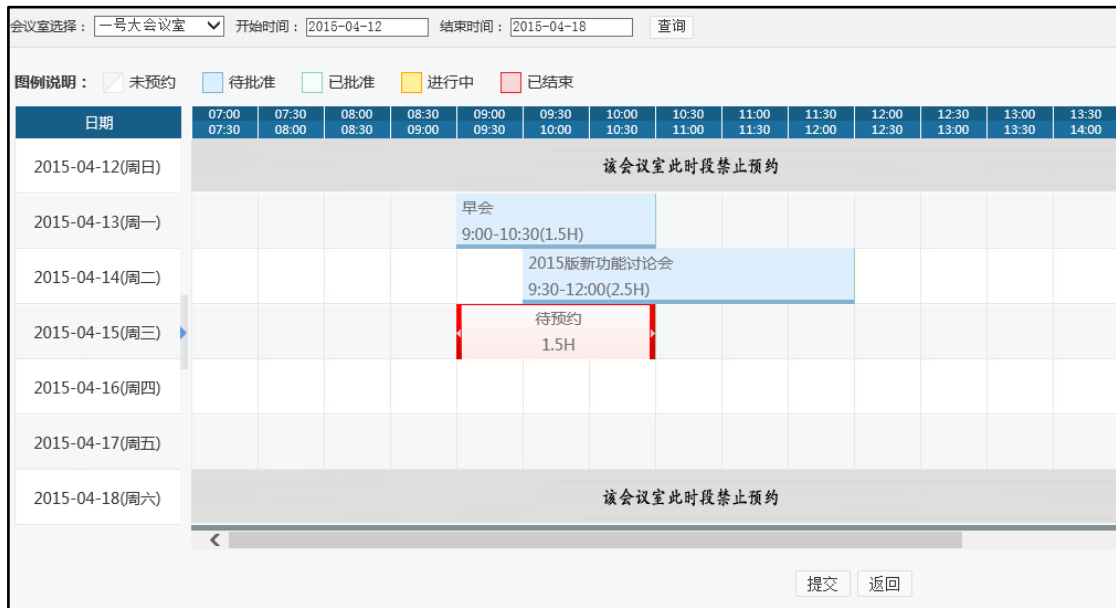 会议室选择： 一号大会议室 开始时间： 2015-04-12 结束时间： 2015-04-18 查询
图例说明： 未预约 待批准 已批准 进行中 已结束
日期
07:00 07:30 08:00 08:30 09:00 09:30 10:00 10:30 11:00 11:30 12:00 12:30 13:00 13:30
07:30 08:00 08:30 09:00 09:30 10:00 10:30 11:00 11:30 12:00 12:30 13:00 13:30 14:00
2015-04-12(周日) 该会议室此时段禁止预约
2015-04-13(周一)
早会
9:00-10:30(1.5H)
2015-04-14(周二)
2015版新功能讨论会
9:30-12:00(2.5H)
2015-04-15(周三)
待预约
1.5H
2015-04-16(周四)
2015-04-17(周五)
2015-04-18(周六) 该会议室此时段禁止预约
提交 返回